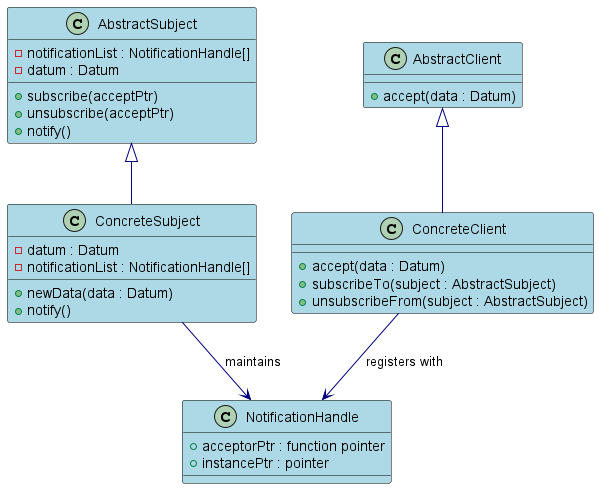 C AbstractSubject
notificationList : NotificationHandle[]
datum : Datum
subscribe(acceptPtr)
unsubscribe(acceptPtr)
notify()
C AbstractClient
accept(data : Datum)
C ConcreteSubject
datum : Datum
notificationList : NotificationHandle[]
newData(data : Datum)
notify()
C ConcreteClient
accept(data : Datum)
subscribeTo(subject : AbstractSubject)
unsubscribeFrom(subject : AbstractSubject)
maintains
registers with
C NotificationHandle
acceptorPtr : function pointer
instancePtr : pointer